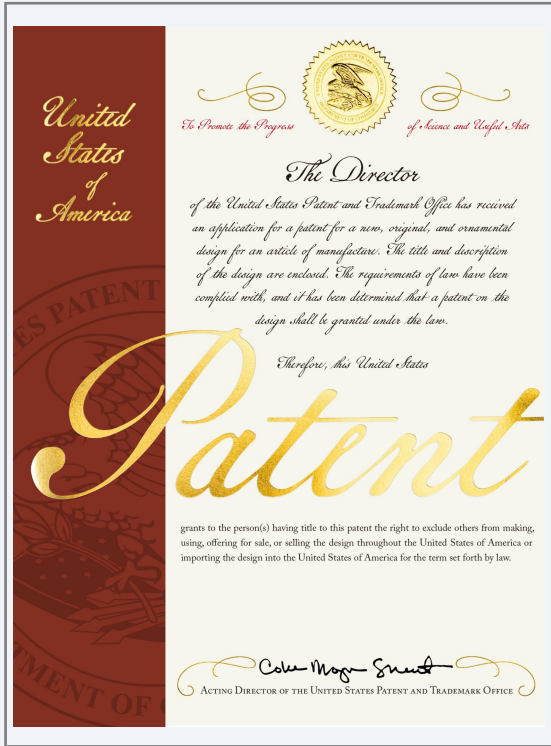 United
States
of
America
To Promote the Progress
of Science and Useful Arts
The Director
of the United States Patent and Trademark Office has received
an application for a patent for a new, original, and ornamental
design for an article of manufacture. The title and description
of the design are enclosed. The requirements of law have been
complied with, and it has been determined that a patent on the
design shall be granted under the law.
Therefore, this United States
Patent
grants to the person(s) having title to this patent the right to exclude others from making,
using, offering for sale, or selling the design throughout the United States of America or
importing the design into the United States of America for the term set forth by law.
ACTING DIRECTOR OF THE UNITED STATES PATENT AND TRADEMARK OFFICE
ES PATENT
TMENT OF